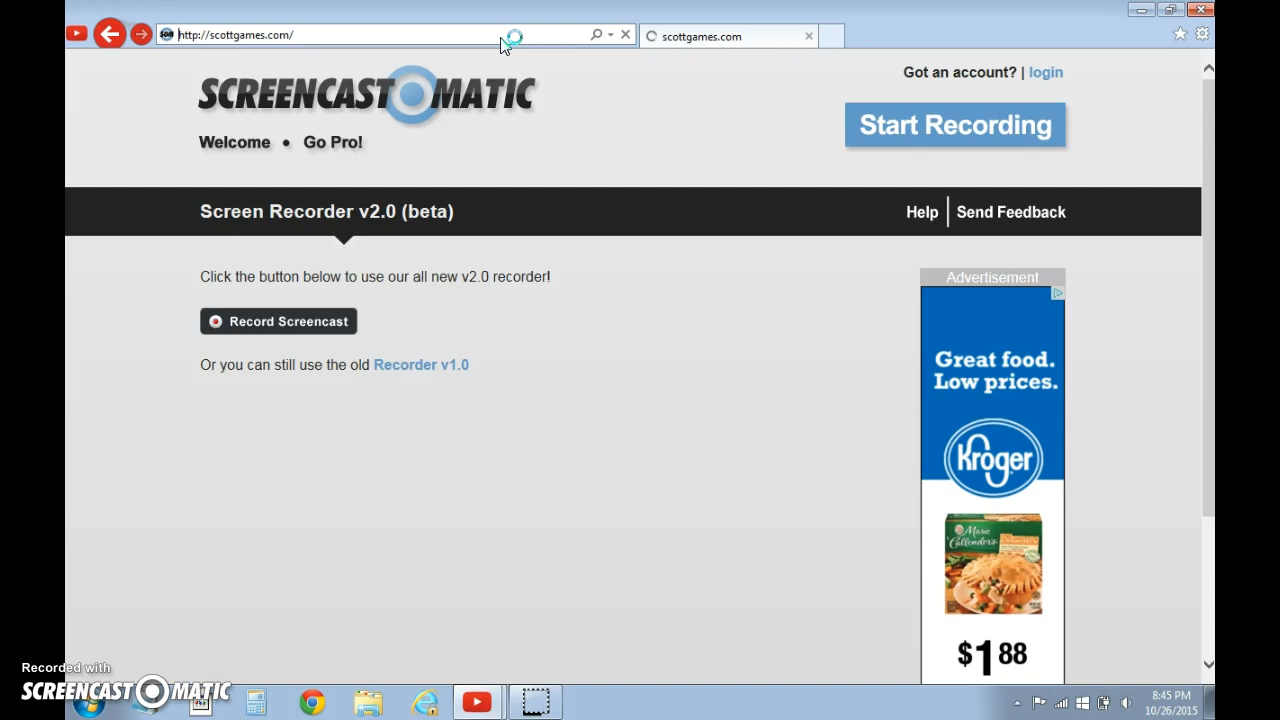 http://scottgames.com/
scottgames.com
SCREENCAST O MATIC
Got an account? | login
Start Recording
Welcome • Go Pro!
Screen Recorder v2.0 (beta)
Help
Send Feedback
Click the button below to use our all new v2.0 recorder!
Record Screencast
Or you can still use the old Recorder v1.0
Advertisement
Great food.
Low prices.
Kroger
Marie
Callender's
$1 88
Recorded with
SCREENCAST O MATIC
8:45 PM
10/26/2015